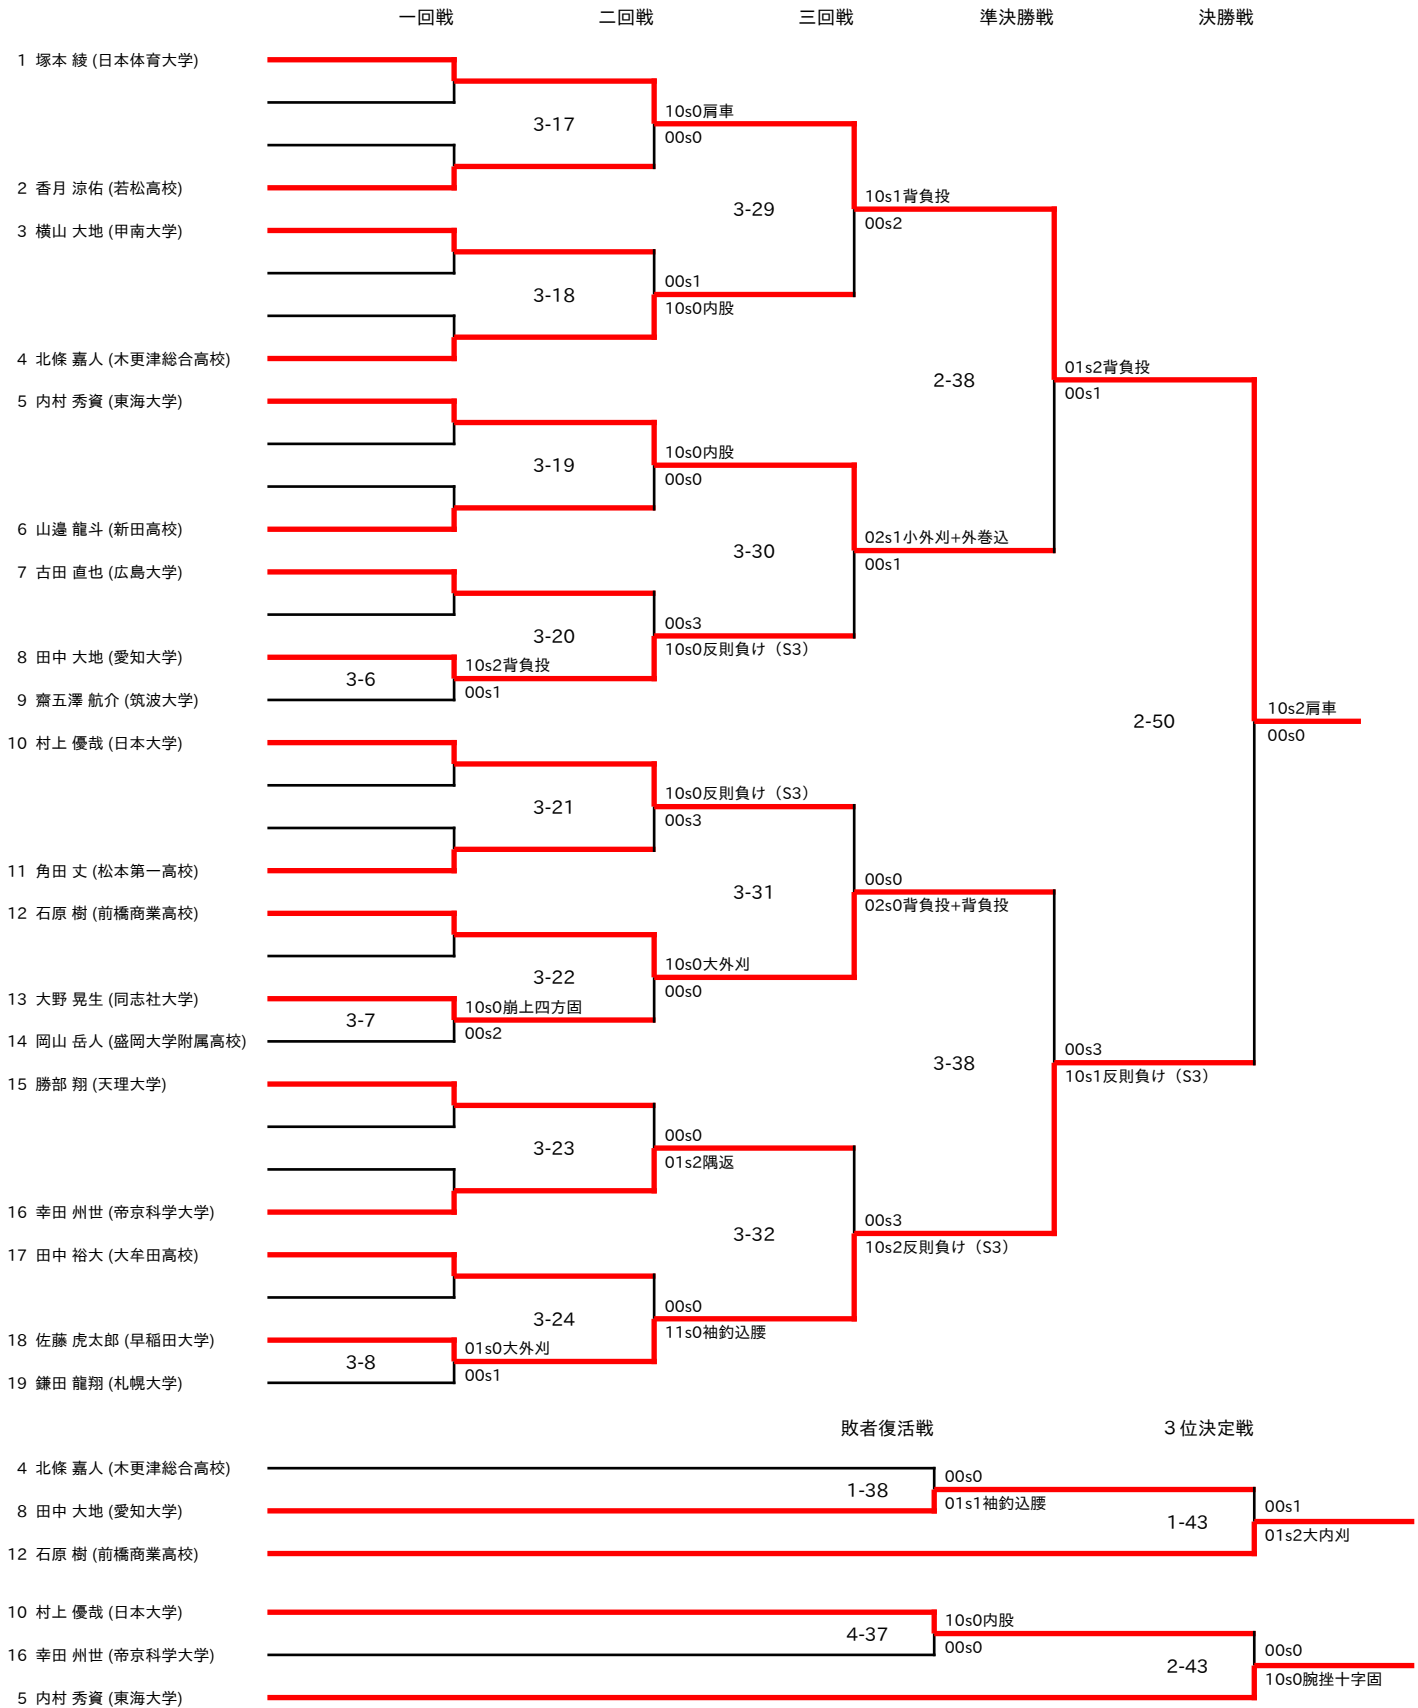 一回戦 二回戦 三回戦 準決勝戦 決勝戦
1 塚本 綾 (日本体育大学)
10s0肩車
3-17
00s0
2 香月 涼佑 (若松高校)
10s1背負投
3-29
00s2
3 横山 大地 (甲南大学)
00s1
3-18
10s0内股
4 北條 嘉人 (木更津総合高校)
01s2背負投
2-38
00s1
5 内村 秀資 (東海大学)
10s0内股
3-19
00s0
6 山邉 龍斗 (新田高校)
02s1小外刈+外巻込
3-30
00s1
7 古田 直也 (広島大学)
00s3
3-20
10s0反則負け（S3）
8 田中 大地 (愛知大学)
10s2背負投
3-6
00s1
9 齋五澤 航介 (筑波大学)
10s2肩車
2-50
00s0
10 村上 優哉 (日本大学)
10s0反則負け（S3）
3-21
00s3
11 角田 丈 (松本第一高校)
00s0
3-31
02s0背負投+背負投
12 石原 樹 (前橋商業高校)
10s0大外刈
3-22
00s0
13 大野 晃生 (同志社大学)
10s0崩上四方固
3-7
00s2
14 岡山 岳人 (盛岡大学附属高校)
00s3
3-38
10s1反則負け（S3）
15 勝部 翔 (天理大学)
00s0
3-23
01s2隅返
16 幸田 州世 (帝京科学大学)
00s3
3-32
10s2反則負け（S3）
17 田中 裕大 (大牟田高校)
00s0
3-24
11s0袖釣込腰
18 佐藤 虎太郎 (早稲田大学)
01s0大外刈
3-8
00s1
19 鎌田 龍翔 (札幌大学)
敗者復活戦 ３位決定戦
4 北條 嘉人 (木更津総合高校)
00s0
1-38
01s1袖釣込腰
8 田中 大地 (愛知大学)
00s1
1-43
01s2大内刈
12 石原 樹 (前橋商業高校)
10 村上 優哉 (日本大学)
10s0内股
4-37
00s0
16 幸田 州世 (帝京科学大学)
00s0
2-43
10s0腕挫十字固
5 内村 秀資 (東海大学)